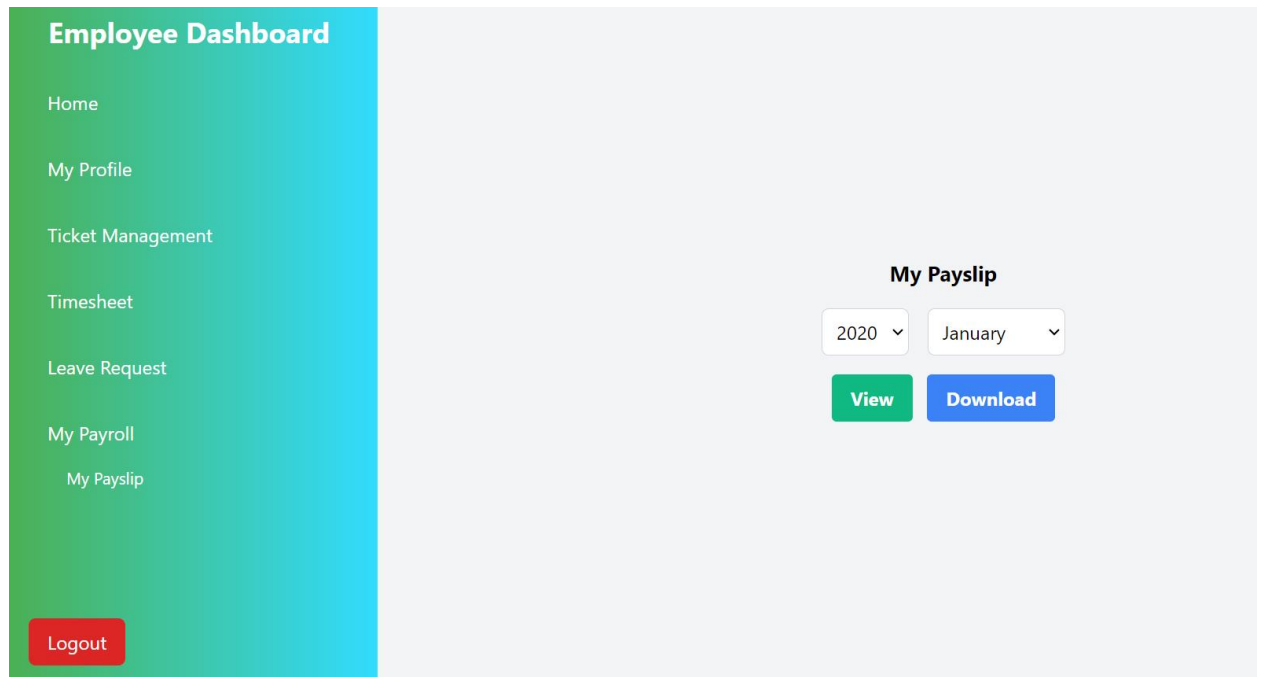 Employee Dashboard
Home
My Profile
Ticket Management
Timesheet
Leave Request
My Payroll
My Payslip
Logout
My Payslip
2020 January
View Download